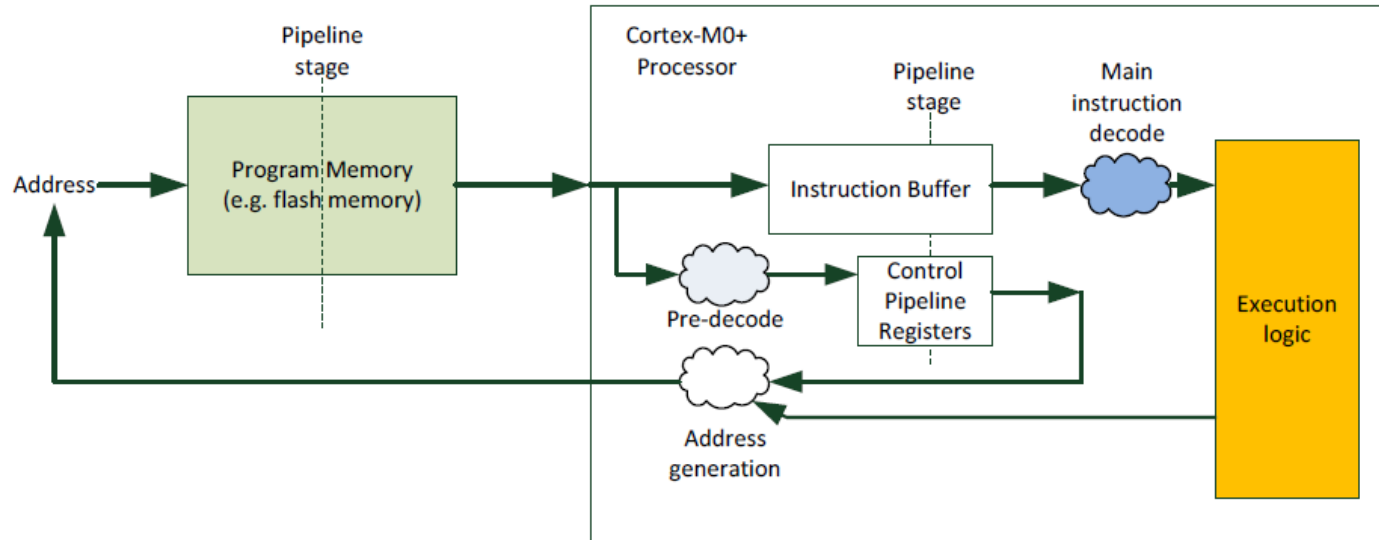 Pipeline
stage
Cortex-M0+
Processor
Pipeline
stage
Main
instruction
decode
Address
Program Memory
(e.g. flash memory)
Instruction Buffer
Pre-decode
Control
Pipeline
Registers
Execution
logic
Address
generation